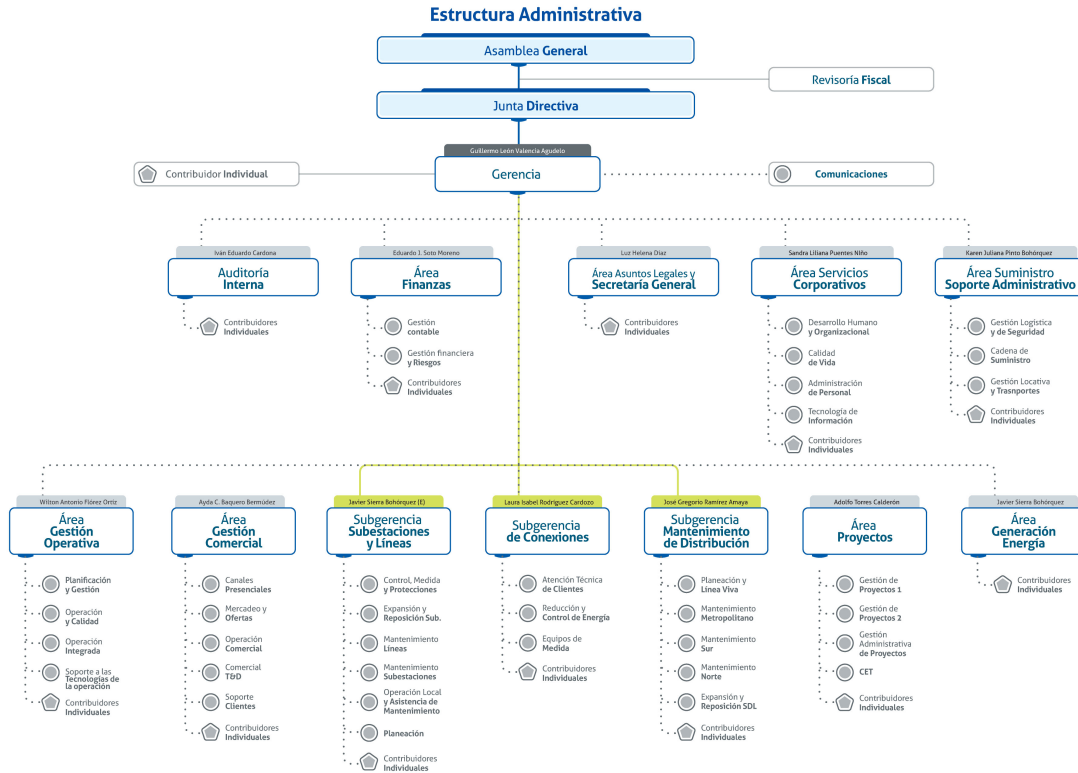 Estructura Administrativa
Asamblea General
Revisoría Fiscal
Junta Directiva
Guillermo León Valencia Agudelo
Contribuidor Individual
Gerencia
Comunicaciones
Iván Eduardo Cardona
Auditoría
Interna
Contribuidores
Individuales
Eduardo J. Soto Moreno
Área
Finanzas
Gestión
contable
Gestión financiera
y Riesgos
Contribuidores
Individuales
Luz Helena Díaz
Área Asuntos Legales y
Secretaría General
Contribuidores
Individuales
Sandra Liliana Puentes Niño
Área Servicios
Corporativos
Desarrollo Humano
y Organizacional
Calidad
de Vida
Administración
de Personal
Tecnología de
Información
Contribuidores
Individuales
Karen Juliana Pinto Bohórquez
Área Suministro
Soporte Administrativo
Gestión Logística
y de Seguridad
Cadena de
Suministro
Gestión Locativa
y Trasnportes
Contribuidores
Individuales
Wilton Antonio Flórez Ortiz
Área
Gestión
Operativa
Planificación
y Gestión
Operación
y Calidad
Operación
Integrada
Soporte a las
Tecnologías de
la operación
Contribuidores
Individuales
Ayda C. Baquero Bermúdez
Área
Gestión
Comercial
Canales
Presenciales
Mercadeo y
Ofertas
Operación
Comercial
Comercial
T&D
Soporte
Clientes
Contribuidores
Individuales
Javier Sierra Bohórquez (E)
Subgerencia
Subestaciones
y Líneas
Control, Medida
y Protecciones
Expansión y
Reposición Sub.
Mantenimiento
Líneas
Mantenimiento
Subestaciones
Operación Local
y Asistencia de
Mantenimiento
Planeación
Contribuidores
Individuales
Laura Isabel Rodríguez Cardozo
Subgerencia
de Conexiones
Atención Técnica
de Clientes
Reducción y
Control de Energía
Equipos de
Medida
Contribuidores
Individuales
José Gregorio Ramírez Amaya
Subgerencia
Mantenimiento
de Distribución
Planeación y
Línea Viva
Mantenimiento
Metropolitano
Mantenimiento
Sur
Mantenimiento
Norte
Expansión y
Reposición SDL
Contribuidores
Individuales
Adolfo Torres Calderón
Área
Proyectos
Gestión de
Proyectos 1
Gestión de
Proyectos 2
Gestión
Administrativa
de Proyectos
CET
Contribuidores
Individuales
Javier Sierra Bohórquez
Área
Generación
Energía
Contribuidores
Individuales